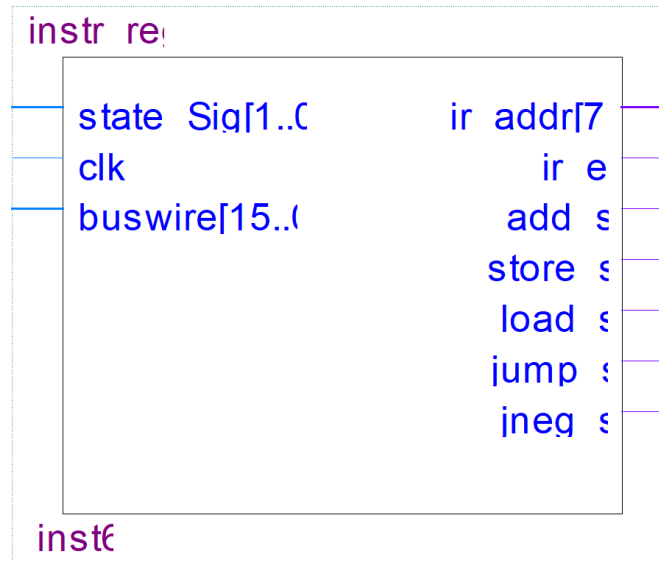 instr re
state Sig[1..0
ir addr[7
clk
ir e
buswire[15..0
add s
store s
load s
jump s
jneg s
inst6